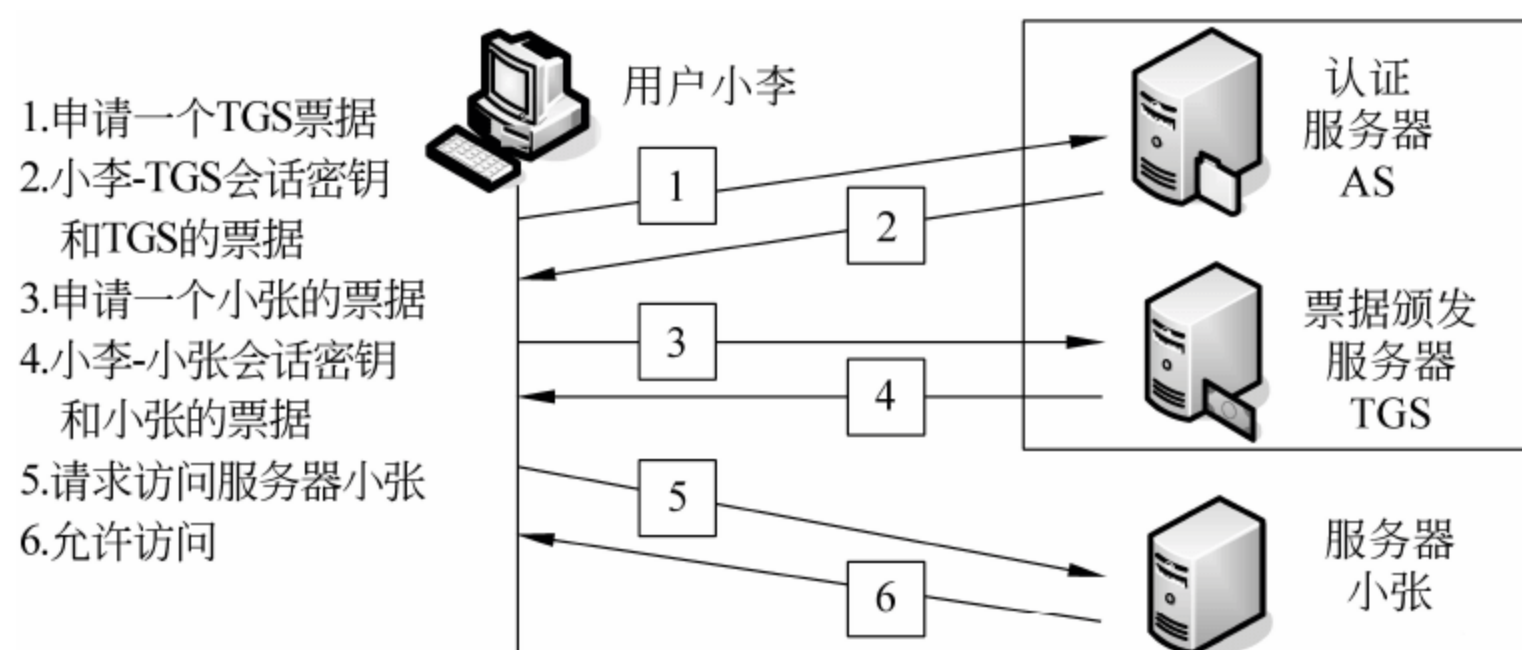 用户小李
认证
服务器
AS
1.申请一个TGS票据
2.小李-TGS会话密钥
和TGS的票据
3.申请一个小张的票据
4.小李-小张会话密钥
和小张的票据
5.请求访问服务器小张
6.允许访问
1
2
3
4
5
6
票据颁发
服务器
TGS
服务器
小张